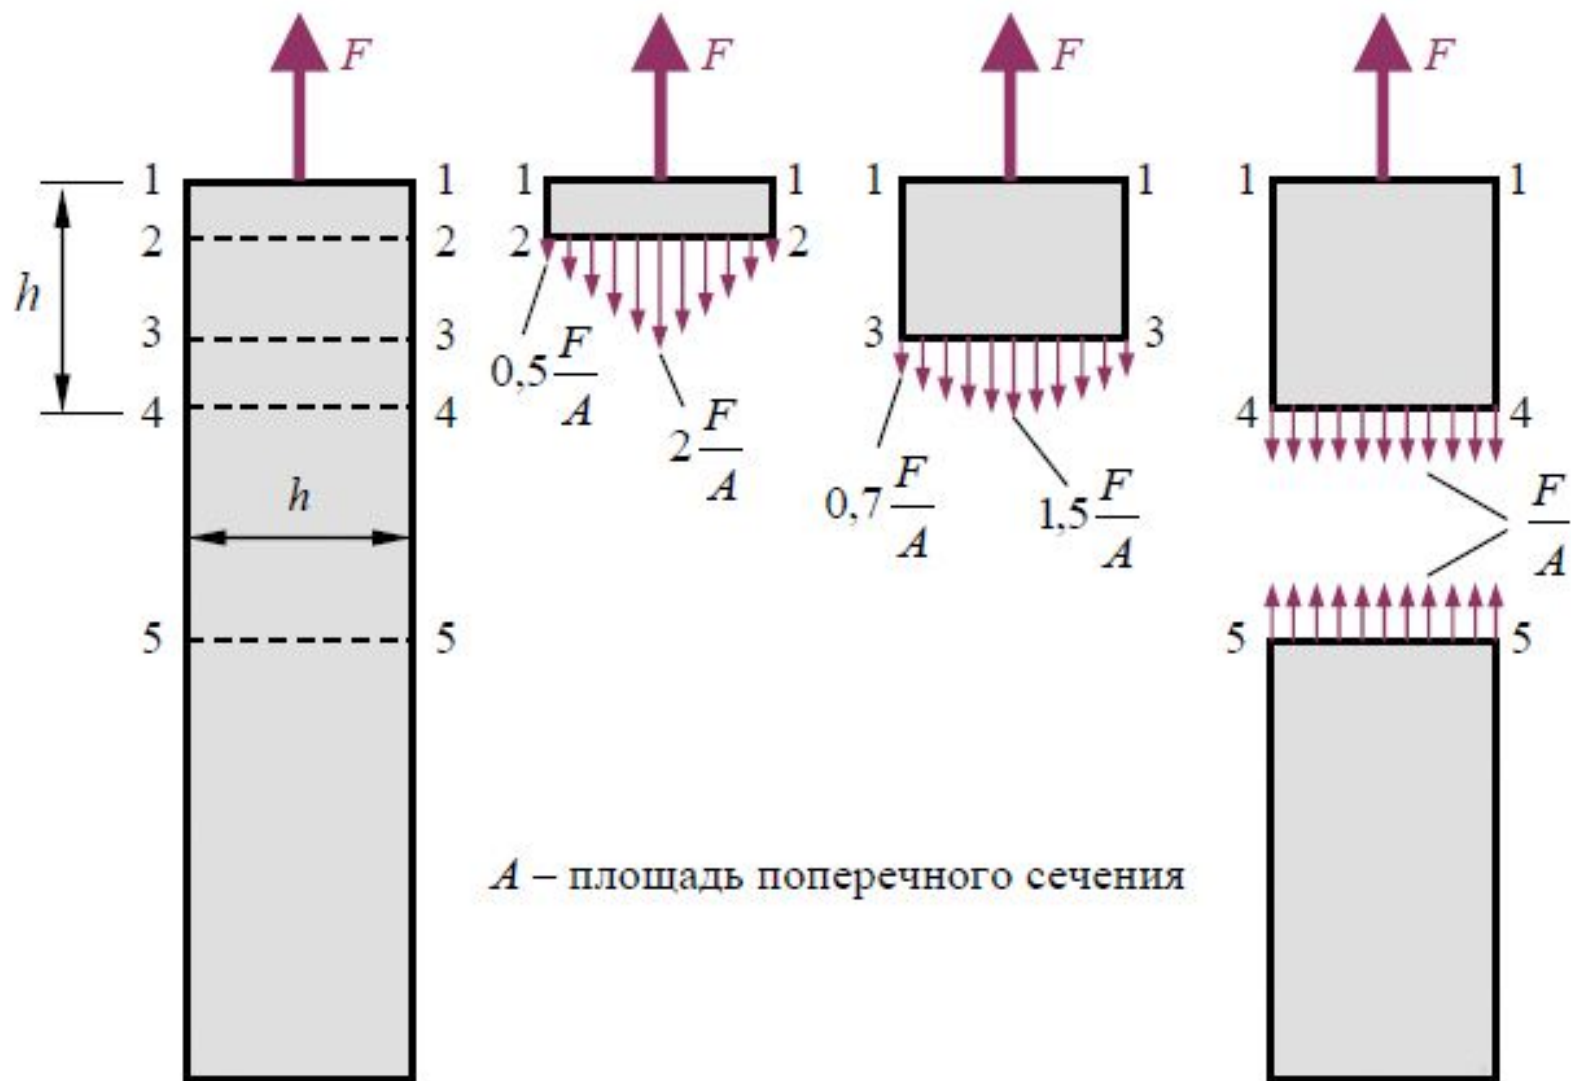 F F F F
1 1 1 1 1 1 1 1
2 2 2 2
h
3 3 3 3
0,5 F/A
4 4 4 4
2 F/A
0,7 F/A
1,5 F/A
F/A
h
5 5 5 5
A – площадь поперечного сечения